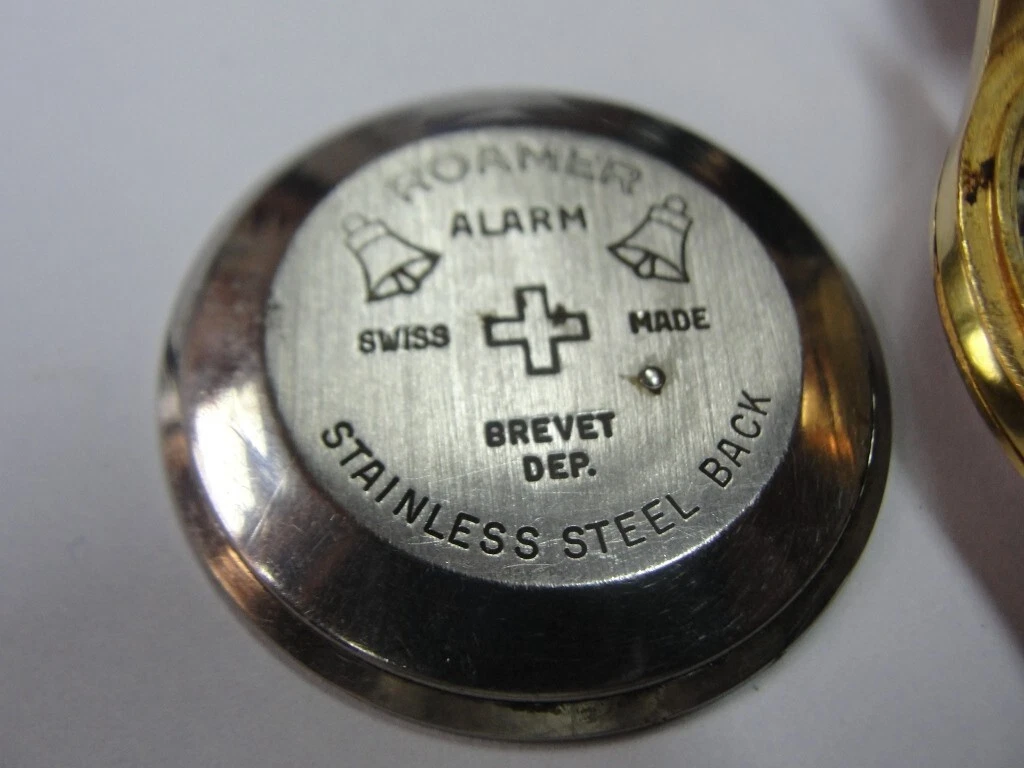 ROAMER
ALARM
SWISS MADE
BREVET
DEP.
STAINLESS STEEL BACK